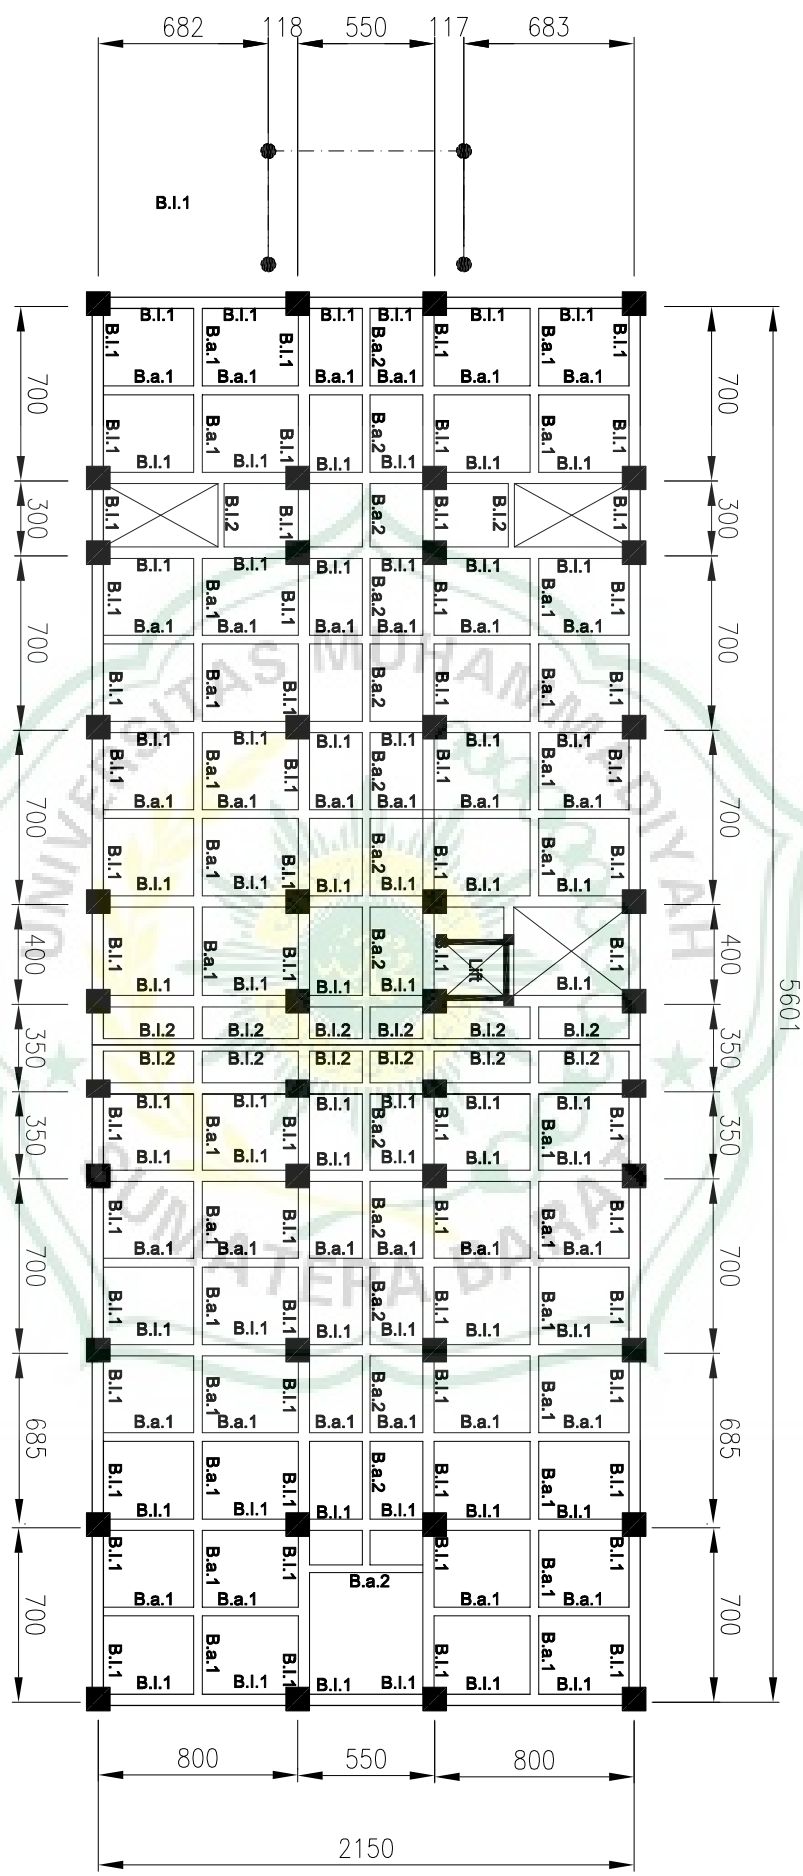 682 118 550 117 683
B.I.1
B.I.1 B.I.1 B.I.1 B.I.1 B.I.1 B.I.1
B.I.1 B.a.1 B.I.1 B.a.2 B.I.1 B.a.1 B.I.1
B.a.1 B.a.1 B.a.1 B.a.1 B.a.1 B.a.1
700 700
B.I.1 B.a.1 B.I.1 B.a.2 B.I.1 B.a.1 B.I.1
B.I.1 B.I.1 B.I.1 B.I.1 B.I.1 B.I.1
300 B.I.1 B.I.2 B.I.1 B.a.2 B.I.1 B.I.2 B.I.1 300
B.I.1 B.I.1 B.I.1 B.I.1 B.I.1 B.I.1
B.I.1 B.a.1 B.I.1 B.a.2 B.I.1 B.a.1 B.I.1
B.a.1 B.a.1 B.a.1 B.a.1 B.a.1 B.a.1
700 700
UNIVERSITAS MUHAMMADIYAH
B.I.1 B.a.1 B.I.1 B.a.2 B.a.1 B.I.1
B.I.1 B.I.1 B.I.1 B.I.1 B.I.1 B.I.1
B.I.1 B.a.1 B.I.1 B.a.2 B.I.1 B.a.1 B.I.1
B.a.1 B.a.1 B.a.1 B.a.1 B.a.1 B.a.1
700 700
B.I.1 B.a.1 B.I.1 B.a.2 B.I.1 B.a.1 B.I.1
B.I.1 B.I.1 B.I.1 B.I.1 B.I.1 B.I.1
400 B.I.1 B.a.1 B.I.1 B.a.2 B.I.1 Lift B.I.1 400
B.I.1 B.I.1 B.I.1 B.I.1
5601
B.I.2 B.I.2 B.I.2 B.I.2 B.I.2 B.I.2
350 350
B.I.2 B.I.2 B.I.2 B.I.2 B.I.2 B.I.2
B.I.1 B.I.1 B.I.1 B.I.1 B.I.1 B.I.1
350 B.I.1 B.a.1 B.I.1 B.a.2 B.I.1 B.a.1 B.I.1 350
B.I.1 B.I.1 B.I.1 B.I.1 B.I.1 B.I.1
SUMATERA BARAT
B.I.1 B.a.1 B.I.1 B.a.2 B.I.1 B.a.1 B.I.1
B.a.1 B.a.1 B.a.1 B.a.1 B.a.1 B.a.1
700 700
B.I.1 B.a.1 B.I.1 B.a.2 B.I.1 B.a.1 B.I.1
B.I.1 B.I.1 B.I.1 B.I.1 B.I.1 B.I.1
B.I.1 B.a.1 B.I.1 B.a.2 B.I.1 B.a.1 B.I.1
B.a.1 B.a.1 B.a.1 B.a.1 B.a.1 B.a.1
685 685
B.I.1 B.a.1 B.I.1 B.a.2 B.I.1 B.a.1 B.I.1
B.I.1 B.I.1 B.I.1 B.I.1 B.I.1 B.I.1
B.I.1 B.a.1 B.I.1 B.I.1 B.a.1 B.I.1
B.a.2
B.a.1 B.a.1 B.a.1 B.a.1
700 700
B.I.1 B.a.1 B.I.1 B.I.1 B.a.1 B.I.1
B.I.1 B.I.1 B.I.1 B.I.1 B.I.1 B.I.1
800 550 800
2150